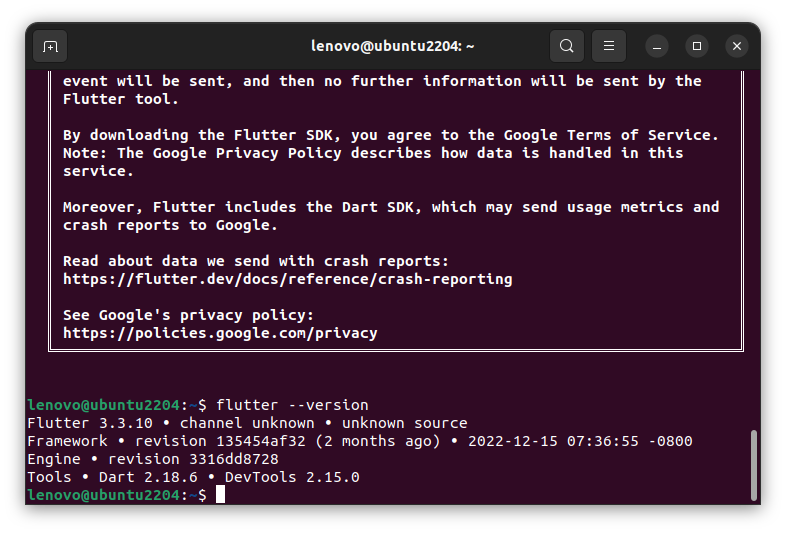 lenovo@ubuntu2204: ~
event will be sent, and then no further information will be sent by the
Flutter tool.
By downloading the Flutter SDK, you agree to the Google Terms of Service.
Note: The Google Privacy Policy describes how data is handled in this
service.
Moreover, Flutter includes the Dart SDK, which may send usage metrics and
crash reports to Google.
Read about data we send with crash reports:
https://flutter.dev/docs/reference/crash-reporting
See Google's privacy policy:
https://policies.google.com/privacy
lenovo@ubuntu2204:~$ flutter --version
Flutter 3.3.10 • channel unknown • unknown source
Framework • revision 135454af32 (2 months ago) • 2022-12-15 07:36:55 -0800
Engine • revision 3316dd8728
Tools • Dart 2.18.6 • DevTools 2.15.0
lenovo@ubuntu2204:~$